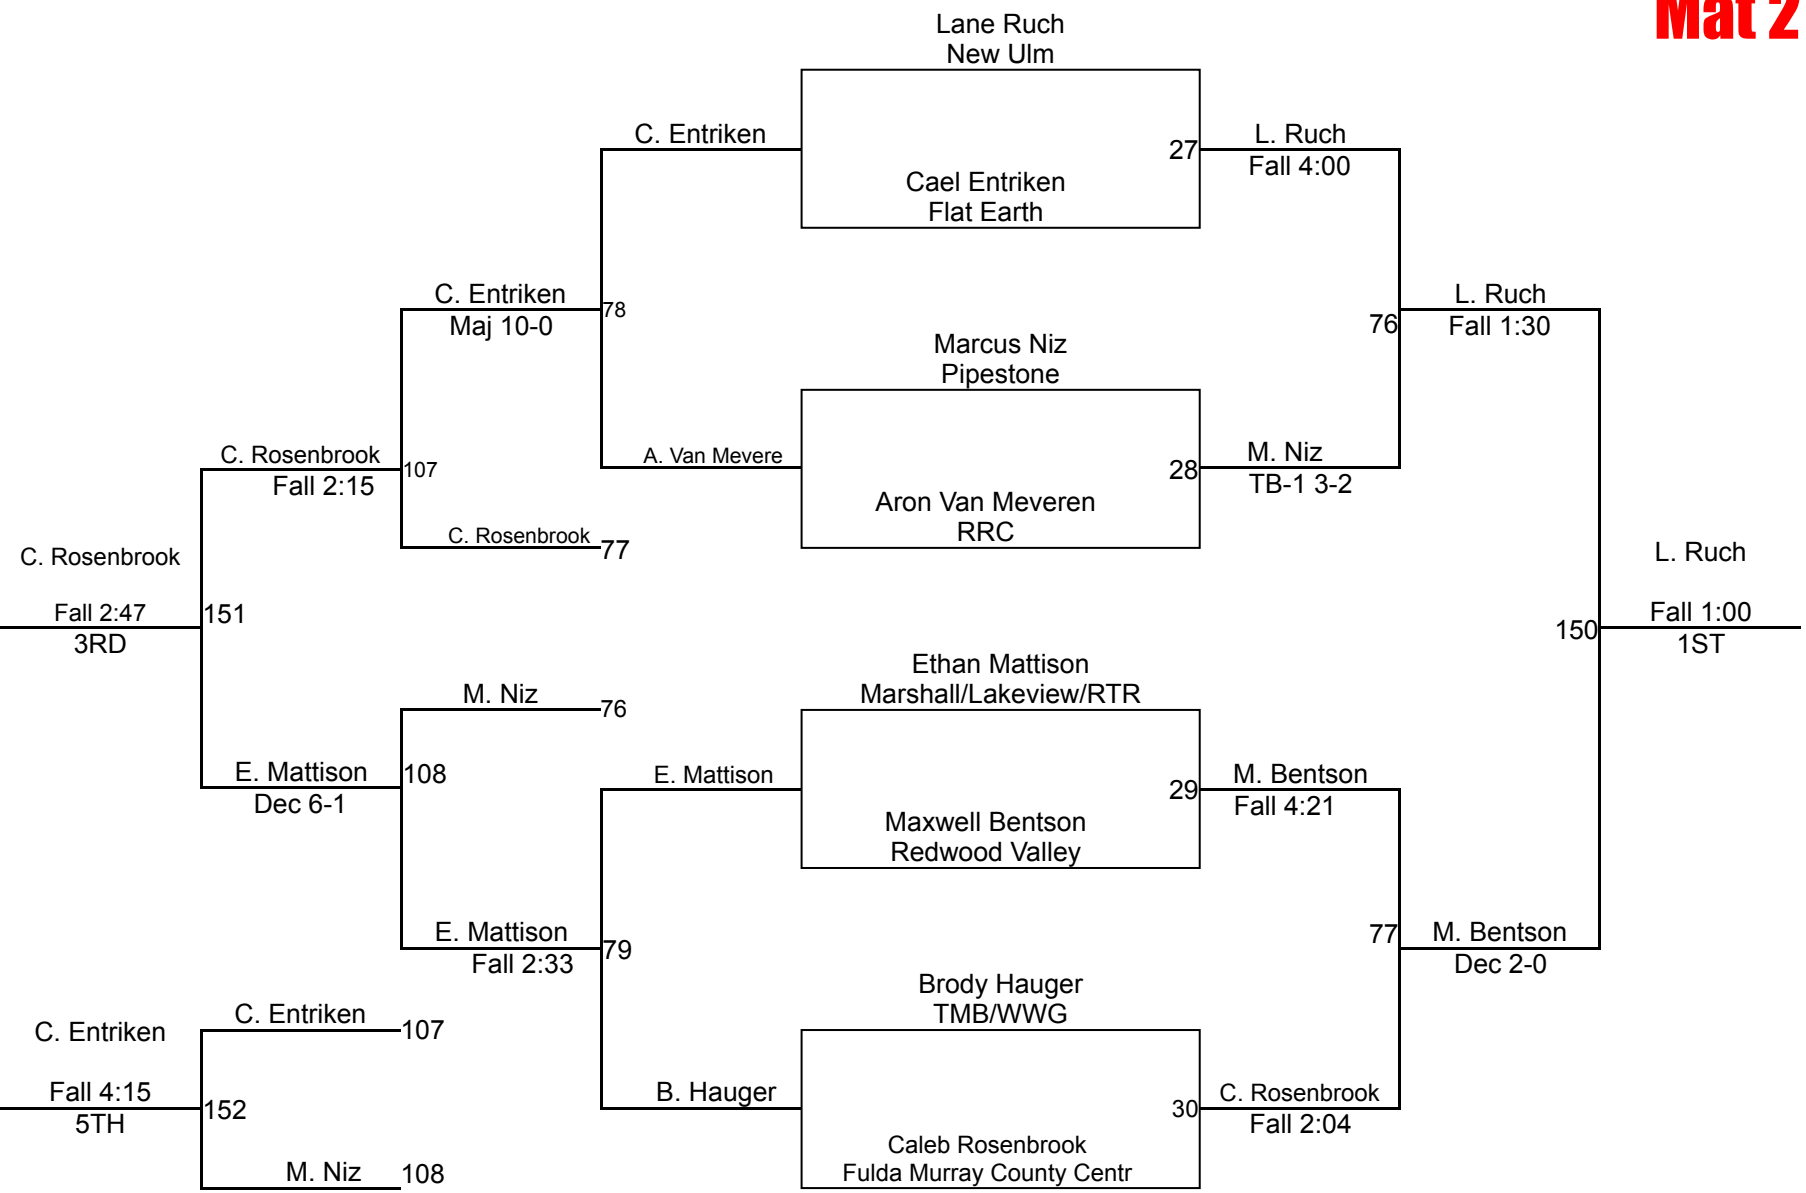 Mat 2
Lane Ruch
New Ulm
C. Entriken
27
L. Ruch
Fall 4:00
Cael Entriken
Flat Earth
C. Entriken
Maj 10-0
78
76
L. Ruch
Fall 1:30
Marcus Niz
Pipestone
C. Rosenbrook
Fall 2:15
107
A. Van Mevere
28
M. Niz
TB-1 3-2
Aron Van Meveren
RRC
C. Rosenbrook
77
C. Rosenbrook
Fall 2:47
3RD
151
L. Ruch
Fall 1:00
1ST
150
Ethan Mattison
Marshall/Lakeview/RTR
M. Niz
76
E. Mattison
Dec 6-1
108
E. Mattison
29
M. Bentson
Fall 4:21
Maxwell Bentson
Redwood Valley
E. Mattison
Fall 2:33
79
77
M. Bentson
Dec 2-0
Brody Hauger
TMB/WWG
C. Entriken
107
C. Entriken
Fall 4:15
5TH
152
B. Hauger
30
C. Rosenbrook
Fall 2:04
Caleb Rosenbrook
Fulda Murray County Centr
M. Niz
108